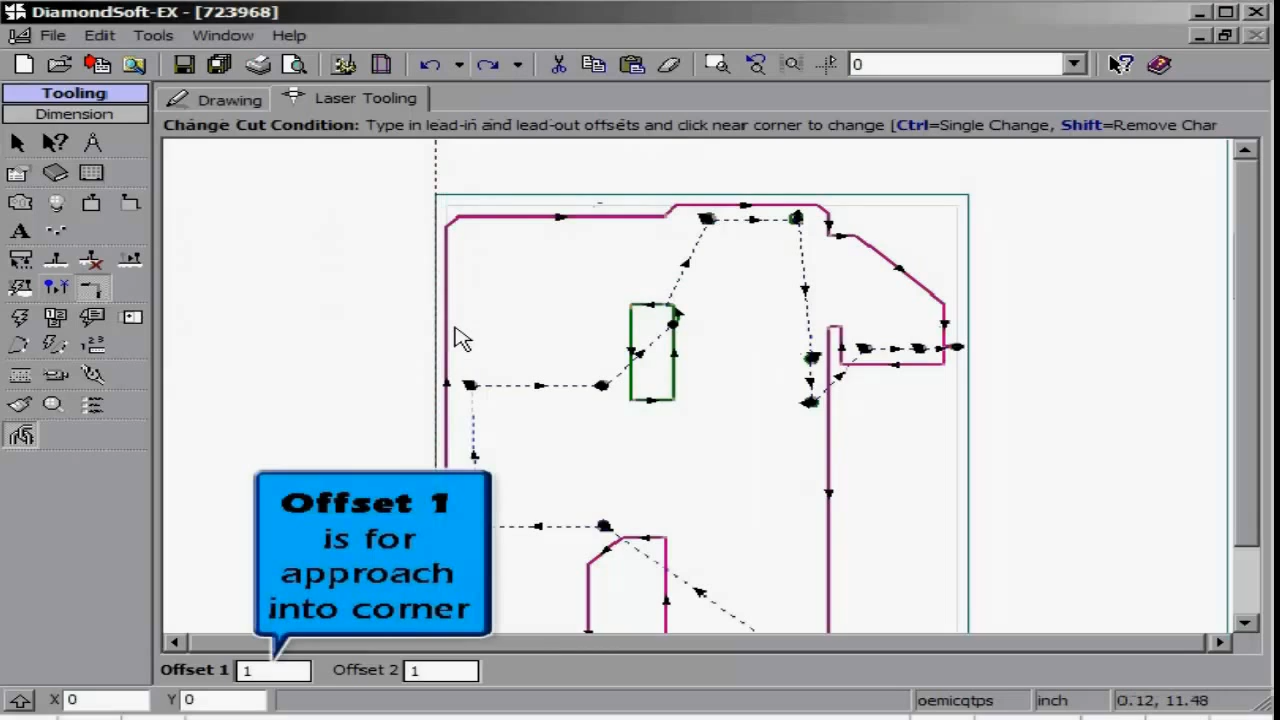 DiamondSoft-EX - [723968]
File Edit Tools Window Help
0
Tooling
Dimension
Drawing Laser Tooling
Change Cut Condition: Type in lead-in and lead-out offsets and click near corner to change [Ctrl=Single Change, Shift=Remove Char
Offset 1
is for
approach
into corner
Offset 1 1 Offset 2 1
X 0 Y 0 oemicqtps inch 0.12, 11.48